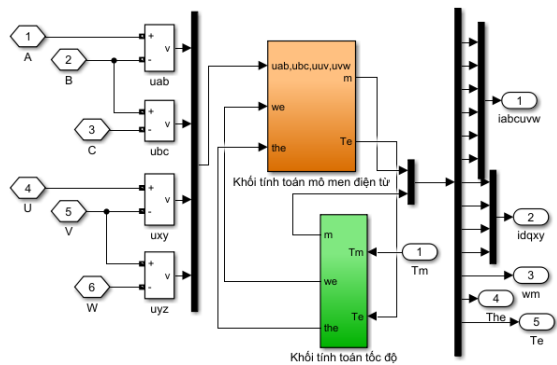 1
A
2
B
+
-
v
uab
3
C
+
-
v
ubc
4
U
5
V
+
-
v
uxy
6
W
+
-
v
uyz
uab,ubc,uuv,uvw
m
we
the
Te
Khối tính toán mô men điện từ
m
we
the
Tm
Te
Khối tính toán tốc độ
1
Tm
1
iabcuvw
2
idqxy
3
wm
4
The
5
Te